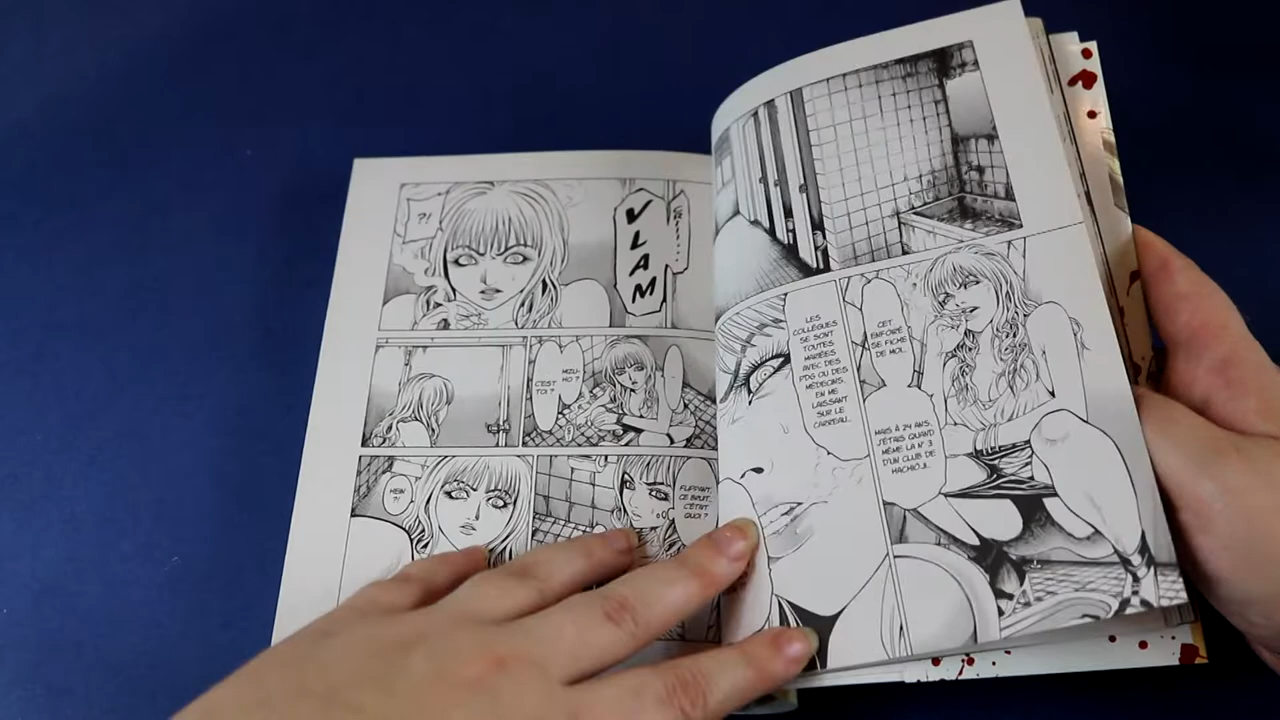 ?!
CRiii...
VLAM
MIZU-
HO ?
C'EST
TOI ?
HEIN
?!
FLIPPANT,
CE BRUIT.
C'ÉTAIT
QUOI ?
LES
COLLÈGUES
SE SONT
TOUTES
MARIÉES
AVEC DES
PDG OU DES
MÉDECINS,
EN ME
LAISSANT
SUR LE
CARREAU...
CET
ENFOIRÉ
SE FICHE
DE MOI...
MAIS À 24 ANS,
J'ÉTAIS QUAND
MÊME LA N° 3
D'UN CLUB DE
HACHIÔJI...